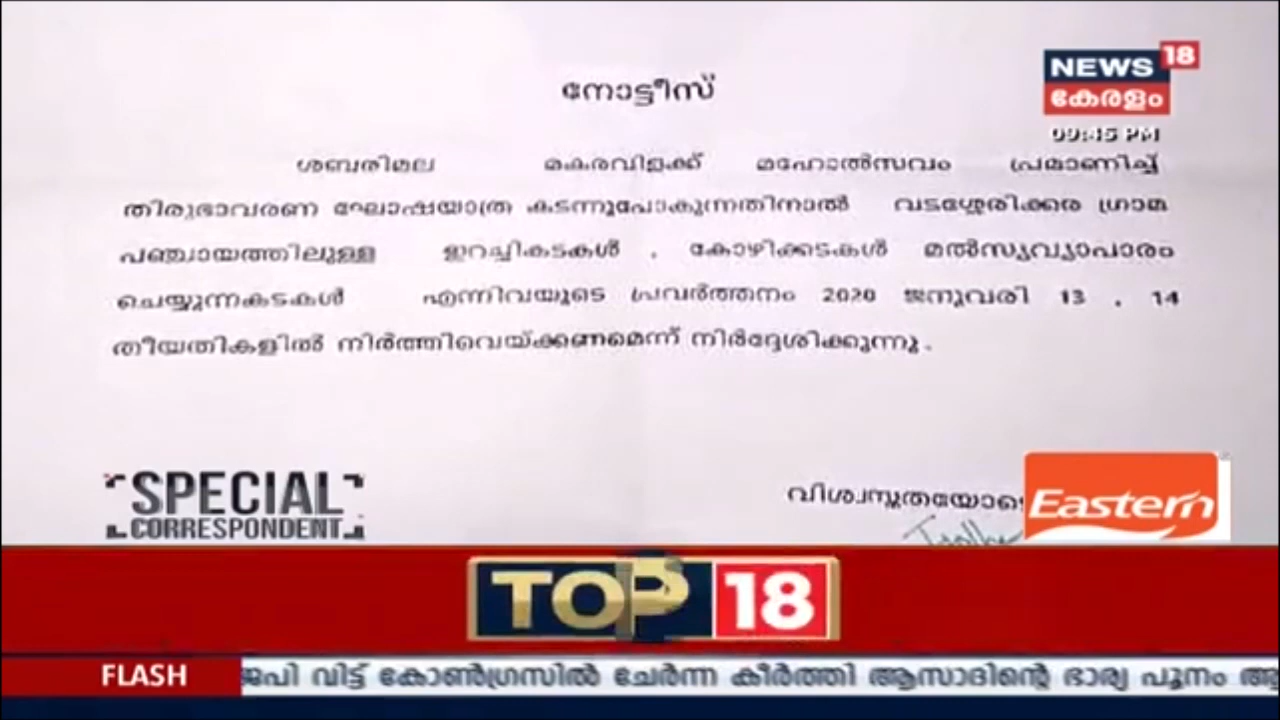 NEWS 18
കേരളം
09:45 PM
നോട്ടീസ്
ശബരിമല മകരവിളക്ക് മഹോൽസവം പ്രമാണിച്ച്
തിരുഭാവരണ ഘോഷയാത്ര കടന്നുപോകുന്നതിനാൽ വടശ്ശേരിക്കര ഗ്രാമ
പഞ്ചായത്തിലുള്ള ഇറച്ചികടകൾ , കോഴിക്കടകൾ മൽസ്യവ്യാപാരം
ചെയ്യുന്നകടകൾ എന്നിവയുടെ പ്രവർത്തനം 2020 ജനുവരി 13 , 14
തീയതികളിൽ നിർത്തിവെയ്ക്കണമെന്ന് നിർദ്ദേശിക്കുന്നു.
വിശ്വസ്തതയോടെ
Eastern
SPECIAL
CORRESPONDENT
TOP 18
FLASH ജപി വിട്ട് കോൺഗ്രസിൽ ചേർന്ന കീർത്തി ആസാദിന്റെ ഭാര്യ പൂനം ആ